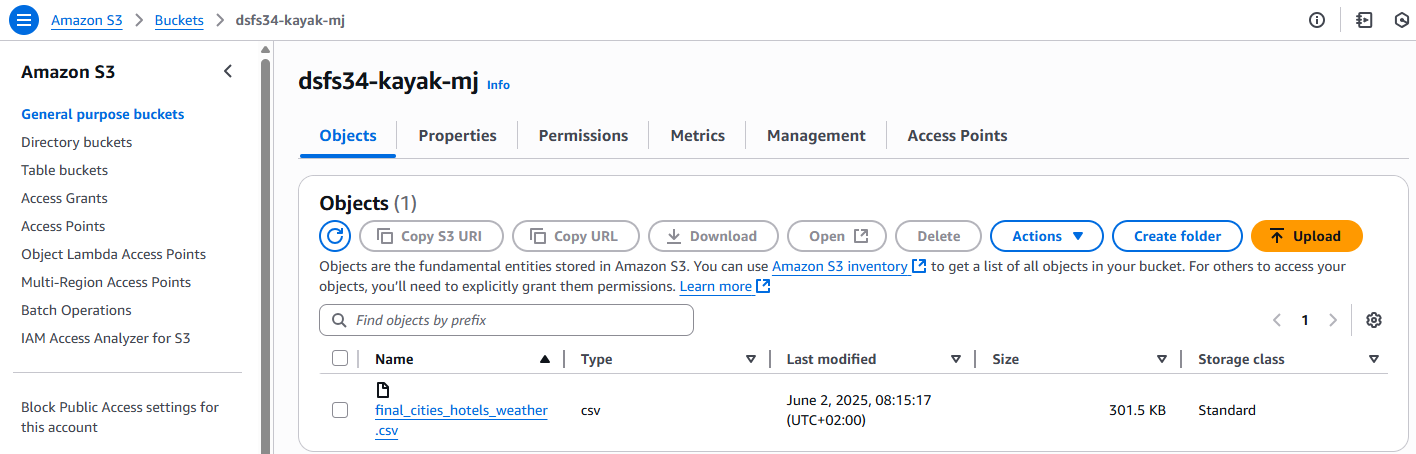 Amazon S3 > Buckets > dsfs34-kayak-mj
Amazon S3
General purpose buckets
Directory buckets
Table buckets
Access Grants
Access Points
Object Lambda Access Points
Multi-Region Access Points
Batch Operations
IAM Access Analyzer for S3
Block Public Access settings for
this account
dsfs34-kayak-mj Info
Objects Properties Permissions Metrics Management Access Points
Objects (1)
Copy S3 URI Copy URL Download Open Delete Actions Create folder Upload
Objects are the fundamental entities stored in Amazon S3. You can use Amazon S3 inventory to get a list of all objects in your bucket. For others to access your
objects, you’ll need to explicitly grant them permissions. Learn more
Find objects by prefix
1
Name Type Last modified Size Storage class
final_cities_hotels_weather
.csv
csv
June 2, 2025, 08:15:17
(UTC+02:00)
301.5 KB
Standard